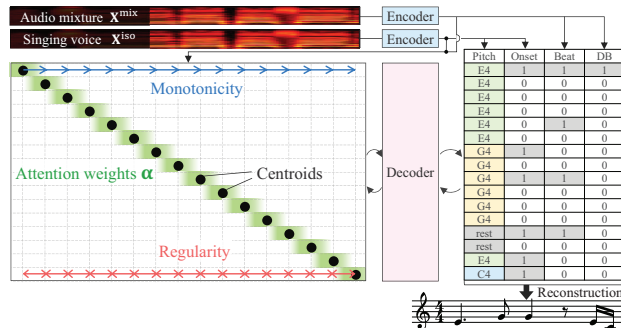 Audio mixture X^mix
Encoder
Singing voice X^iso
Encoder
Pitch Onset Beat DB
E4 1 1 1
E4 0 0 0
E4 0 0 0
E4 0 0 0
E4 0 1 0
E4 0 0 0
G4 1 0 0
G4 0 0 0
G4 1 1 0
G4 0 0 0
G4 0 0 0
G4 0 0 0
rest 1 1 0
rest 0 0 0
E4 1 0 0
C4 1 0 0
Monotonicity
Attention weights α
Centroids
Regularity
Decoder
Reconstruction
4
4